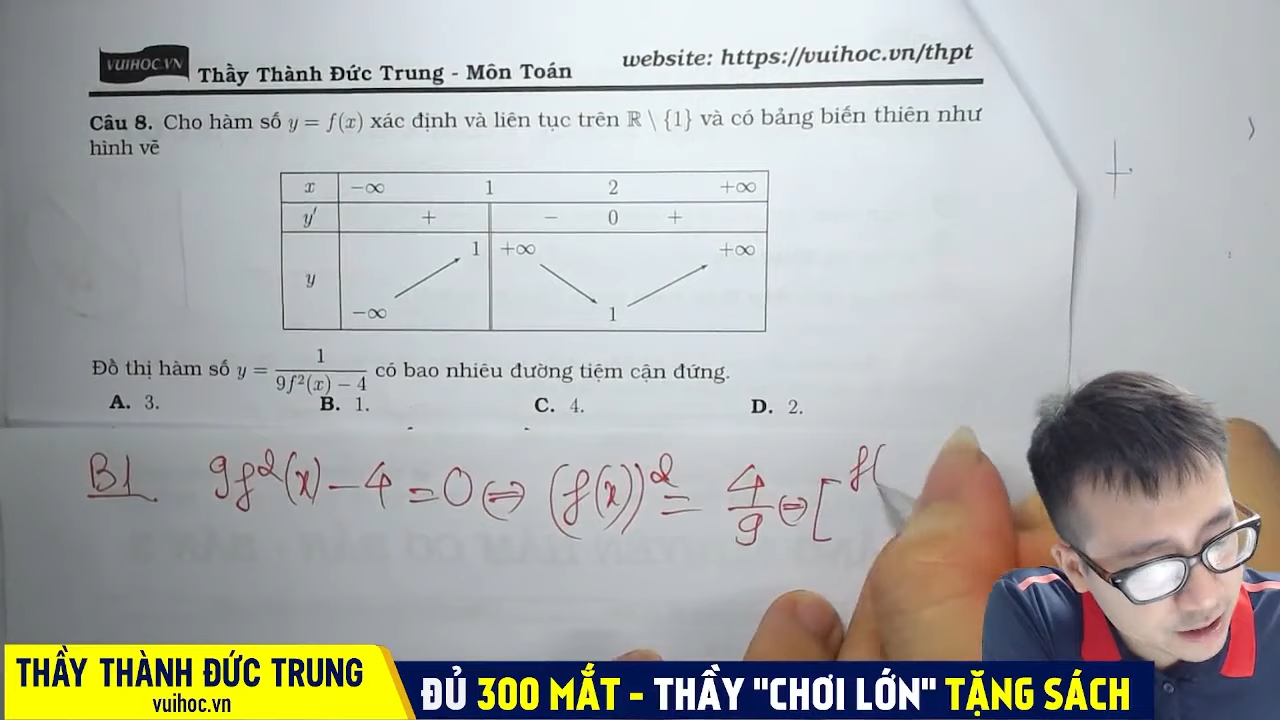 VUIHOC.VN
Thầy Thành Đức Trung - Môn Toán
website: https://vuihoc.vn/thpt
Câu 8. Cho hàm số y = f(x) xác định và liên tục trên ℝ \ {1} và có bảng biến thiên như
hình vẽ
x −∞ 1 2 +∞
y′ + − 0 +
1 +∞ +∞
y
−∞ 1
Đồ thị hàm số y = 1/(9f²(x) − 4) có bao nhiêu đường tiệm cận đứng.
A. 3. B. 1. C. 4. D. 2.
B1 9f²(x) − 4 = 0 ⇔ (f(x))² = 4/9 ⇔ [ f(
THẦY THÀNH ĐỨC TRUNG
vuihoc.vn
ĐỦ 300 MẮT - THẦY "CHƠI LỚN" TẶNG SÁCH